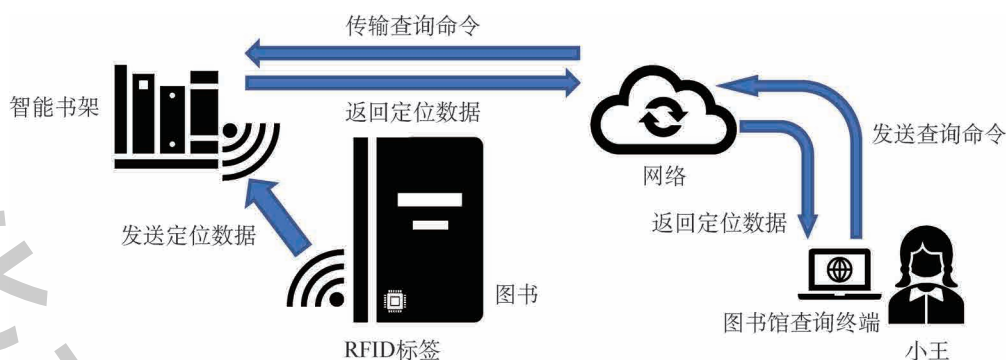 传输查询命令
智能书架
返回定位数据
发送查询命令
网络
发送定位数据
返回定位数据
图书
图书馆查询终端
RFID标签
小王